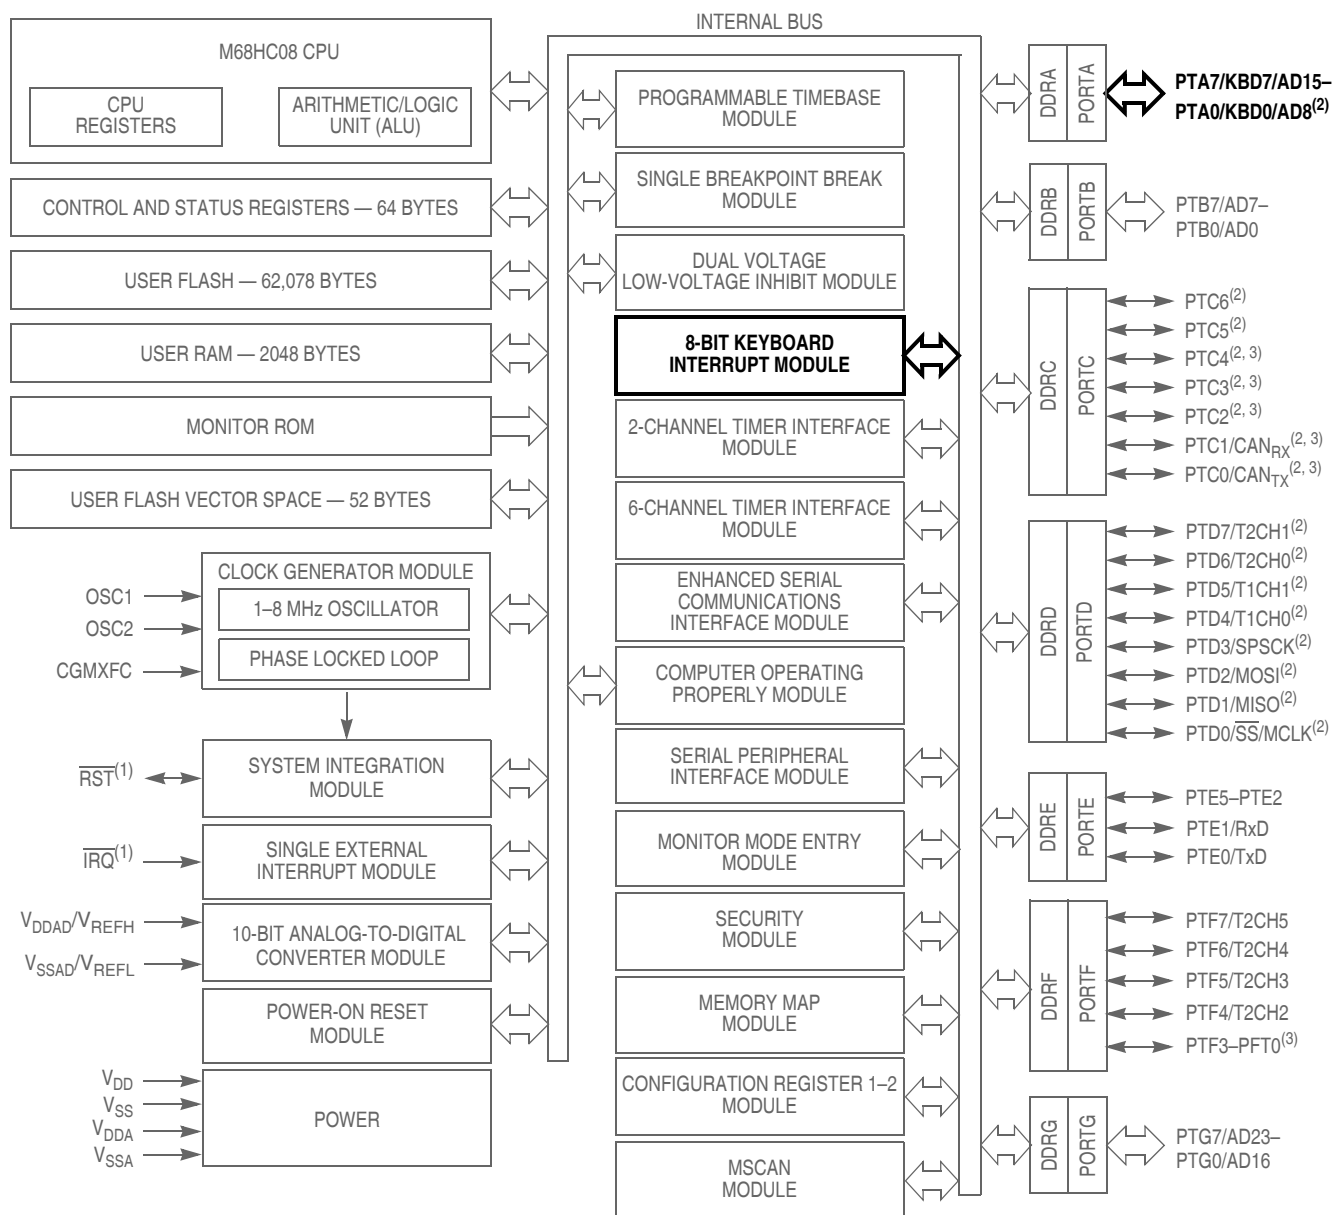 INTERNAL BUS
M68HC08 CPU
CPU
REGISTERS
ARITHMETIC/LOGIC
UNIT (ALU)
CONTROL AND STATUS REGISTERS — 64 BYTES
USER FLASH — 62,078 BYTES
USER RAM — 2048 BYTES
MONITOR ROM
USER FLASH VECTOR SPACE — 52 BYTES
OSC1
OSC2
CGMXFC
CLOCK GENERATOR MODULE
1–8 MHz OSCILLATOR
PHASE LOCKED LOOP
RST(1)
SYSTEM INTEGRATION
MODULE
IRQ(1)
SINGLE EXTERNAL
INTERRUPT MODULE
VDDAD/VREFH
VSSAD/VREFL
10-BIT ANALOG-TO-DIGITAL
CONVERTER MODULE
POWER-ON RESET
MODULE
VDD
VSS
VDDA
VSSA
POWER
PROGRAMMABLE TIMEBASE
MODULE
SINGLE BREAKPOINT BREAK
MODULE
DUAL VOLTAGE
LOW-VOLTAGE INHIBIT MODULE
8-BIT KEYBOARD
INTERRUPT MODULE
2-CHANNEL TIMER INTERFACE
MODULE
6-CHANNEL TIMER INTERFACE
MODULE
ENHANCED SERIAL
COMMUNICATIONS
INTERFACE MODULE
COMPUTER OPERATING
PROPERLY MODULE
SERIAL PERIPHERAL
INTERFACE MODULE
MONITOR MODE ENTRY
MODULE
SECURITY
MODULE
MEMORY MAP
MODULE
CONFIGURATION REGISTER 1–2
MODULE
MSCAN
MODULE
DDRA
PORTA
PTA7/KBD7/AD15–
PTA0/KBD0/AD8(2)
DDRB
PORTB
PTB7/AD7–
PTB0/AD0
DDRC
PORTC
PTC6(2)
PTC5(2)
PTC4(2, 3)
PTC3(2, 3)
PTC2(2, 3)
PTC1/CANRX(2, 3)
PTC0/CANTX(2, 3)
DDRD
PORTD
PTD7/T2CH1(2)
PTD6/T2CH0(2)
PTD5/T1CH1(2)
PTD4/T1CH0(2)
PTD3/SPSCK(2)
PTD2/MOSI(2)
PTD1/MISO(2)
PTD0/SS/MCLK(2)
DDRE
PORTE
PTE5–PTE2
PTE1/RxD
PTE0/TxD
DDRF
PORTF
PTF7/T2CH5
PTF6/T2CH4
PTF5/T2CH3
PTF4/T2CH2
PTF3–PFT0(3)
DDRG
PORTG
PTG7/AD23–
PTG0/AD16